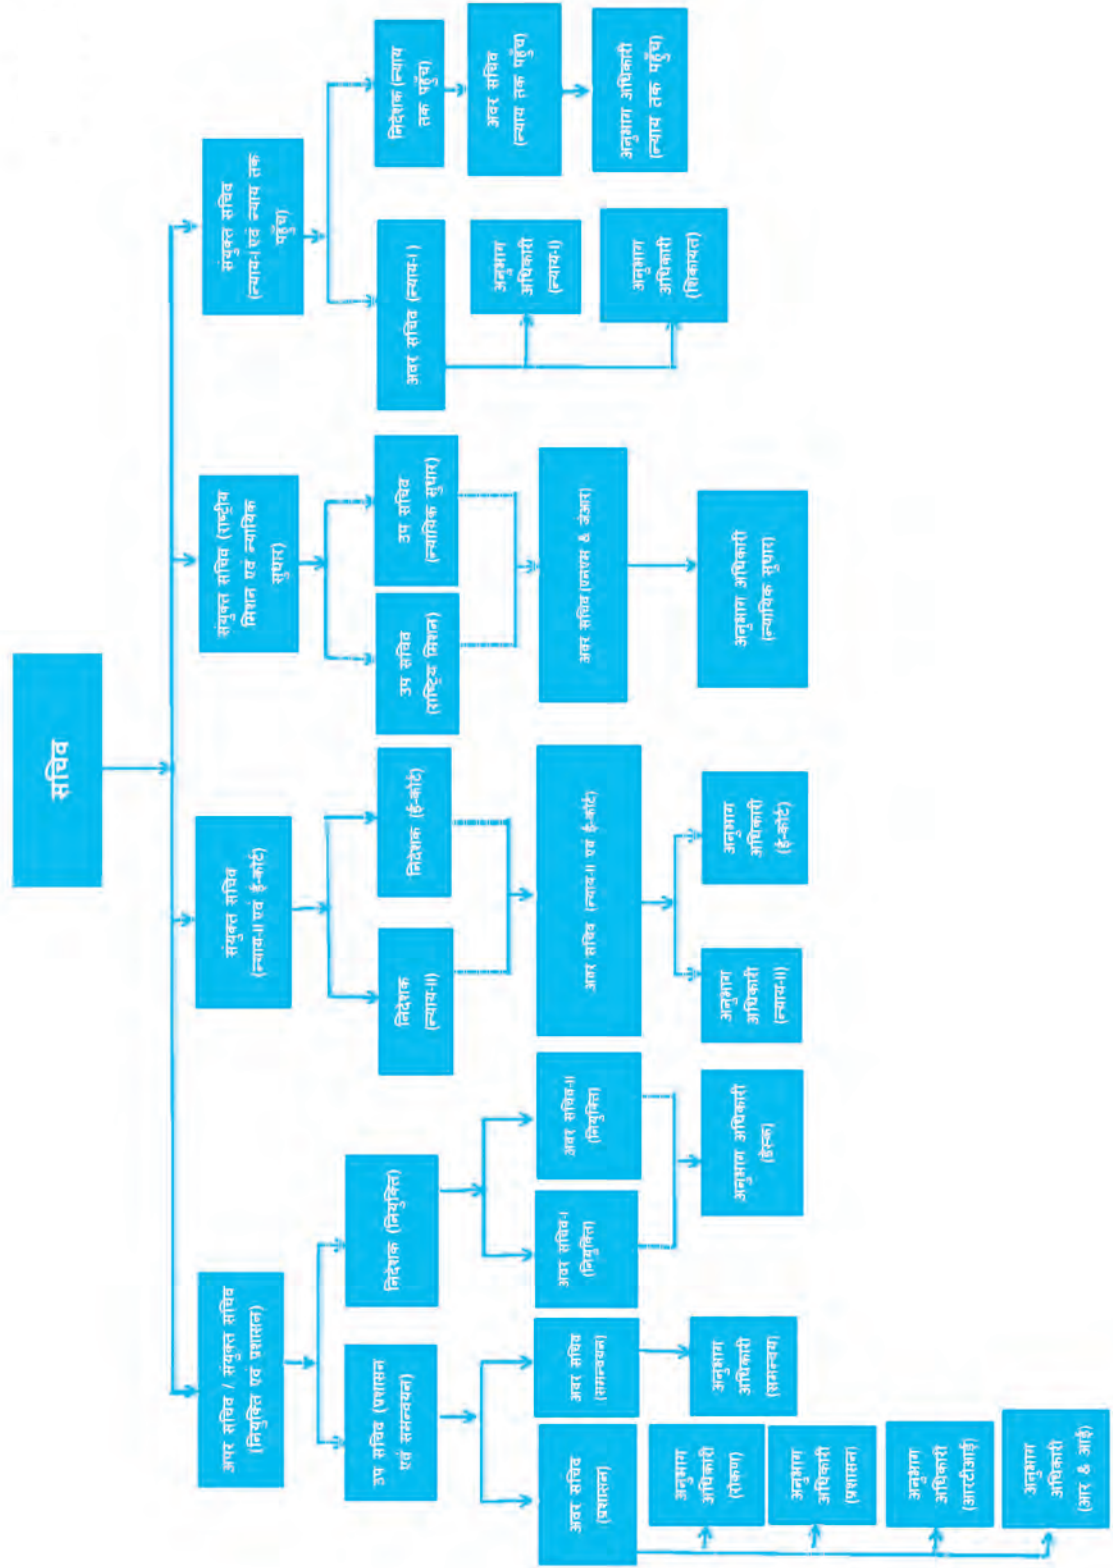 सचिव
अपर सचिव / संयुक्त सचिव
(नियुक्ति एवं प्रशासन)
संयुक्त सचिव
(न्याय-II एवं ई-कोर्ट)
संयुक्त सचिव (राष्ट्रीय
मिशन एवं न्यायिक
सुधार)
संयुक्त सचिव
(न्याय-I एवं न्याय तक
पहुँच)
उप सचिव (प्रशासन
एवं समन्वयन)
निदेशक (नियुक्ति)
निदेशक
(न्याय-II)
निदेशक (ई-कोर्ट)
उप सचिव
(राष्ट्रिय मिशन)
उप सचिव
(न्यायिक सुधार)
अवर सचिव (न्याय-I)
निदेशक (न्याय
तक पहुँच)
अवर सचिव
(प्रशासन)
अवर सचिव
(समन्वयन)
अवर सचिव-I
(नियुक्ति)
अवर सचिव-II
(नियुक्ति)
अवर सचिव (न्याय-II एवं ई-कोर्ट)
अवर सचिव (एनएम & जेआर)
अनुभाग
अधिकारी
(न्याय-I)
अनुभाग
अधिकारी
(शिकायत)
अवर सचिव
(न्याय तक पहुँच)
अनुभाग अधिकारी
(न्याय तक पहुँच)
अनुभाग
अधिकारी
(रोकण)
अनुभाग
अधिकारी
(प्रशासन)
अनुभाग
अधिकारी
(आरटीआई)
अनुभाग
अधिकारी
(आर & आई)
अनुभाग
अधिकारी
(समन्वय)
अनुभाग अधिकारी
(डेस्क)
अनुभाग
अधिकारी
(न्याय-II)
अनुभाग
अधिकारी
(ई-कोर्ट)
अनुभाग अधिकारी
(न्यायिक सुधार)